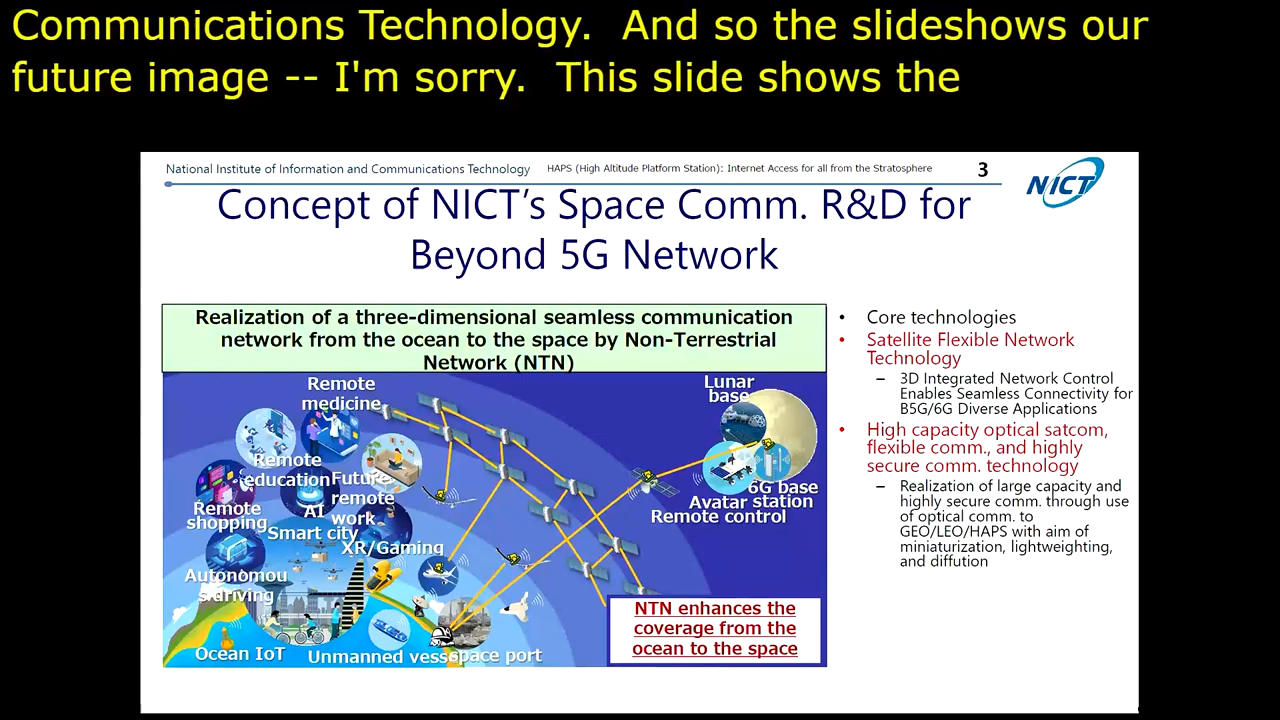 Communications Technology.  And so the slideshows our
future image -- I'm sorry.  This slide shows the
National Institute of Information and Communications Technology
HAPS (High Altitude Platform Station): Internet Access for all from the Stratosphere
3
NICT
Concept of NICT's Space Comm. R&D for
Beyond 5G Network
Realization of a three-dimensional seamless communication
network from the ocean to the space by Non-Terrestrial
Network (NTN)
Remote
medicine
Remote
education
Future
remote
work
Remote
shopping
AI
Smart city
XR/Gaming
Autonomou
s driving
Ocean IoT
Unmanned vess
space port
Lunar
base
6G base
station
Avatar
Remote control
NTN enhances the
coverage from the
ocean to the space
• Core technologies
• Satellite Flexible Network
Technology
– 3D Integrated Network Control
Enables Seamless Connectivity for
B5G/6G Diverse Applications
• High capacity optical satcom,
flexible comm., and highly
secure comm. technology
– Realization of large capacity and
highly secure comm. through use
of optical comm. to
GEO/LEO/HAPS with aim of
miniaturization, lightweighting,
and diffution